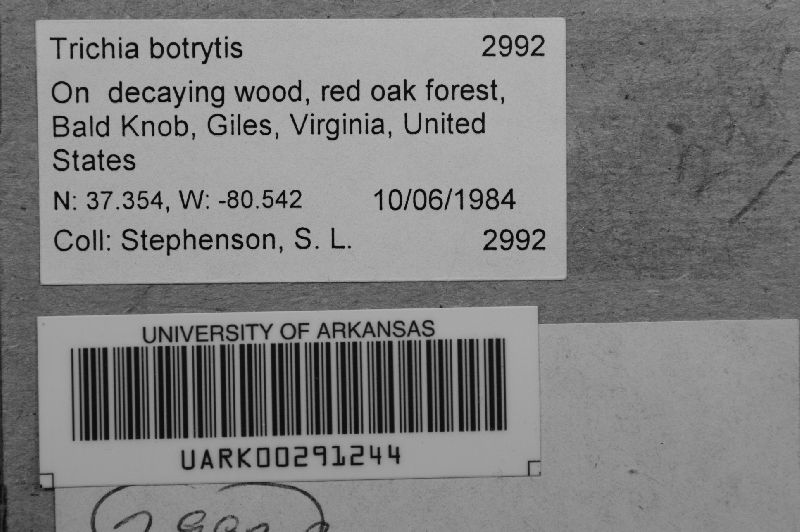 Trichia botrytis 2992
On decaying wood, red oak forest,
Bald Knob, Giles, Virginia, United
States
N: 37.354, W: -80.542 10/06/1984
Coll: Stephenson, S. L. 2992
UNIVERSITY OF ARKANSAS
UARK00291244